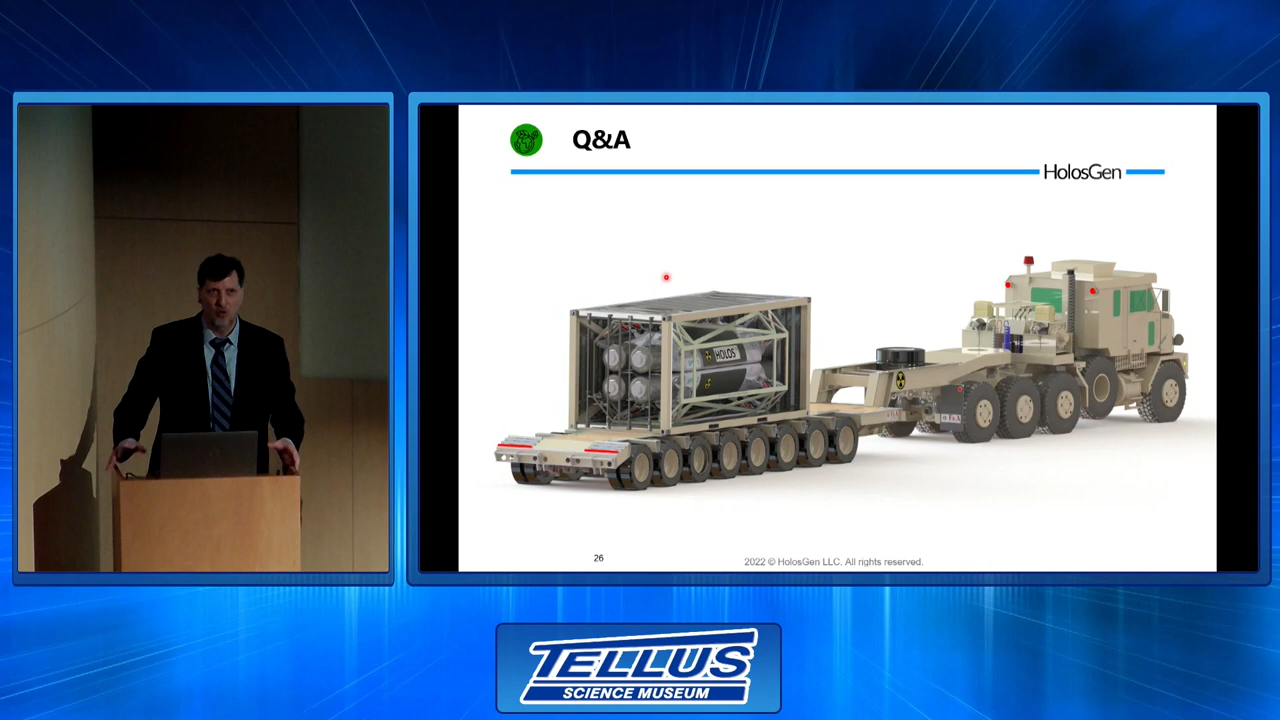 Q&A
HolosGen
HOLOS
26
2022 © HolosGen LLC. All rights reserved.
TELLUS
SCIENCE MUSEUM